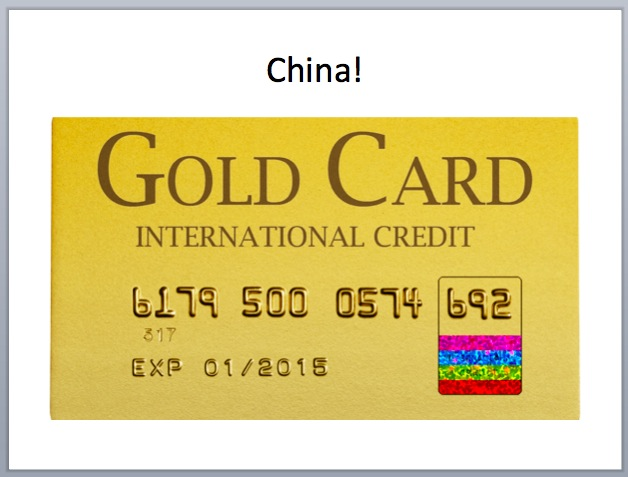 China!
GOLD CARD
INTERNATIONAL CREDIT
6179 500 0574 692
317
EXP 01/2015